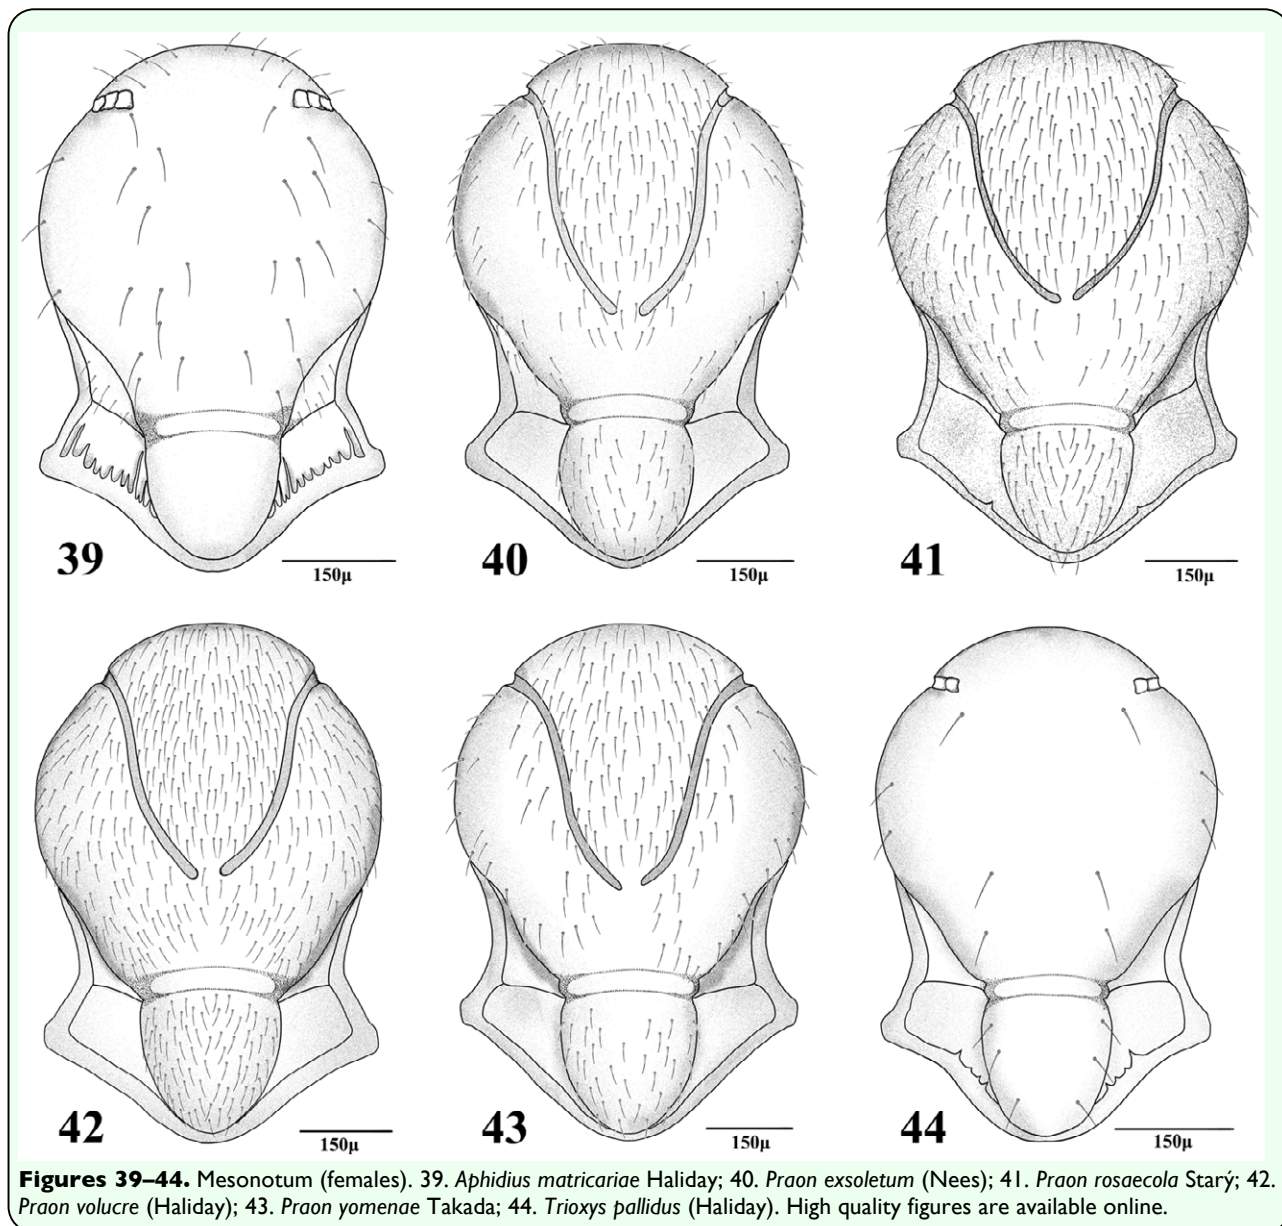 39
150µ
40
150µ
41
150µ
42
150µ
43
150µ
44
150µ
Figures 39–44. Mesonotum (females). 39. Aphidius matricariae Haliday; 40. Praon exsoletum (Nees); 41. Praon rosaecola Starý; 42.
Praon volucre (Haliday); 43. Praon yomenae Takada; 44. Trioxys pallidus (Haliday). High quality figures are available online.